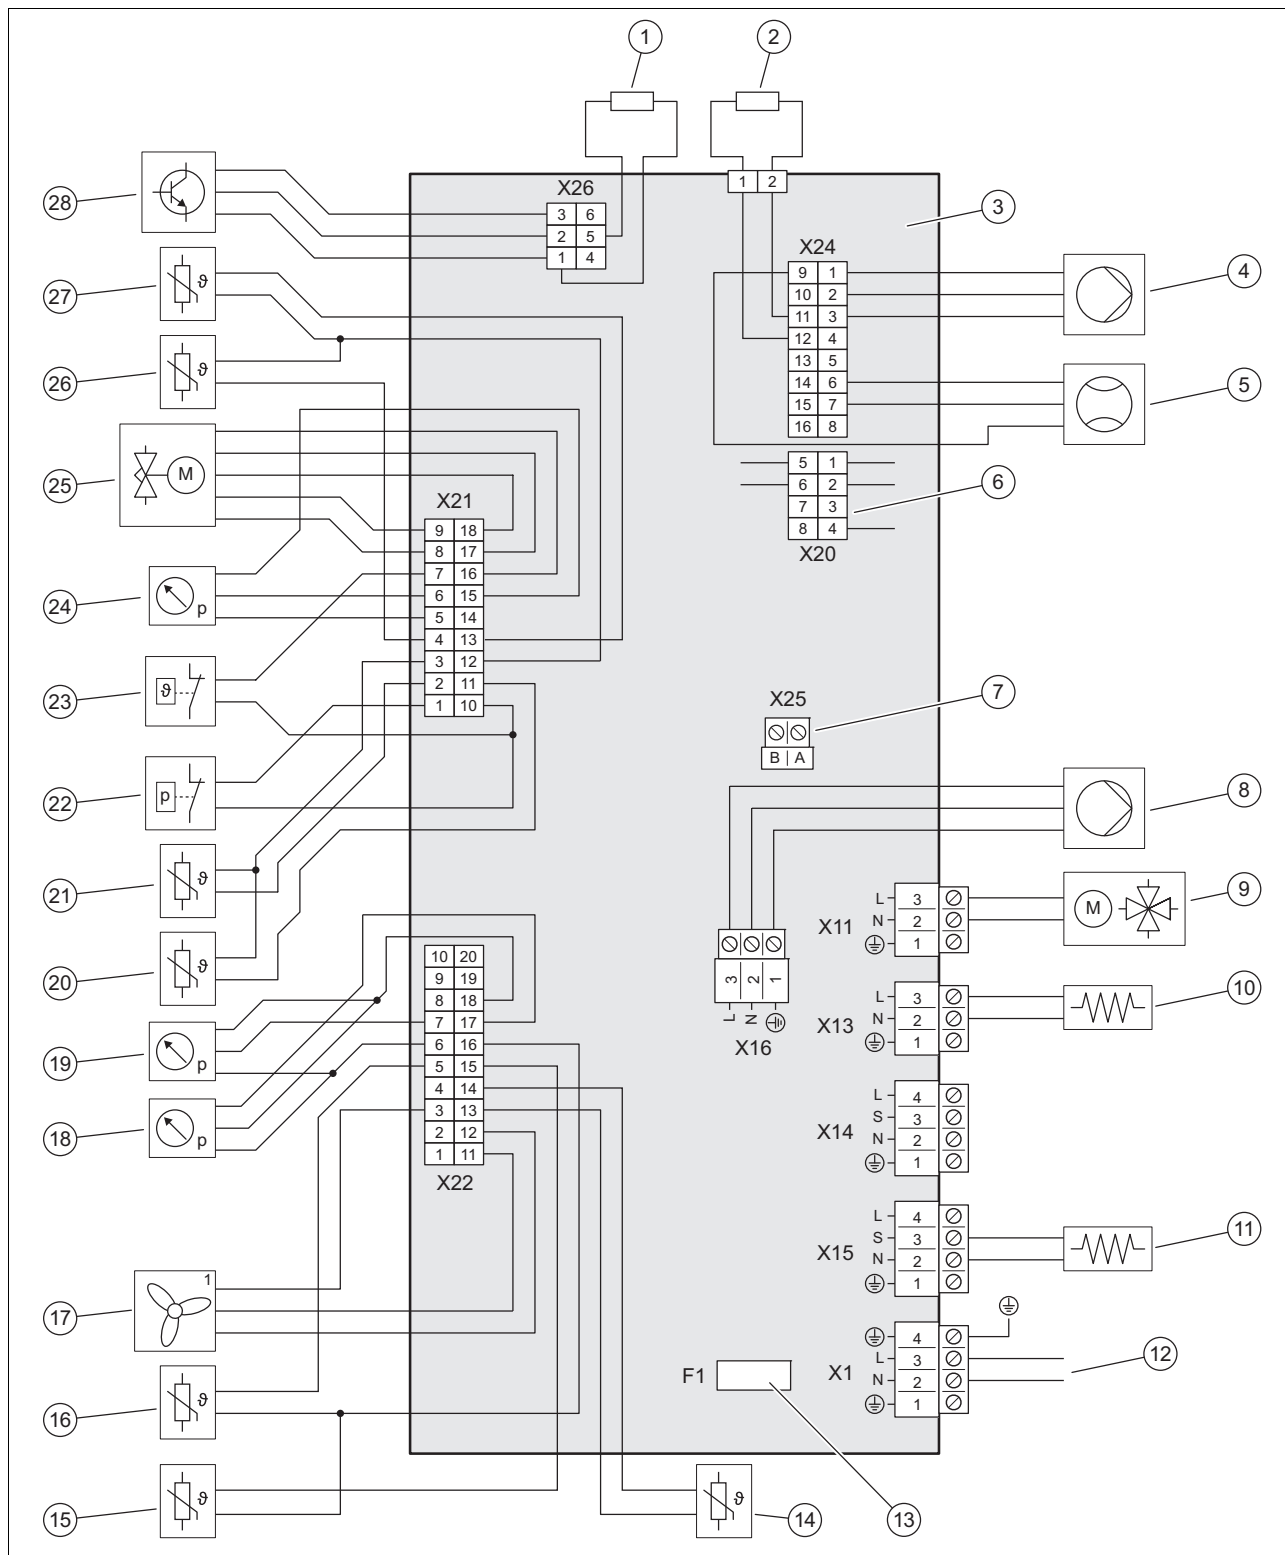 1
2
28
27
26
25
M
24
p
23
ϑ
22
p
21
ϑ
20
ϑ
19
p
18
p
17
1
16
ϑ
15
ϑ
ϑ
ϑ
X26
3 6
2 5
1 4
1 2
3
X24
9 1
10 2
11 3
12 4
13 5
14 6
15 7
16 8
4
5
5 1
6 2
7 3
8 4
X20
6
X21
9 18
8 17
7 16
6 15
5 14
4 13
3 12
2 11
1 10
X25
B A
7
8
3 2 1
L N
X16
X11
L 3
N 2
1
M
9
X13
L 3
N 2
1
10
X14
L 4
S 3
N 2
1
X15
L 4
S 3
N 2
1
11
X1
4
L 3
N 2
1
12
F1
13
10 20
9 19
8 18
7 17
6 16
5 15
4 14
3 13
2 12
1 11
X22
ϑ
14